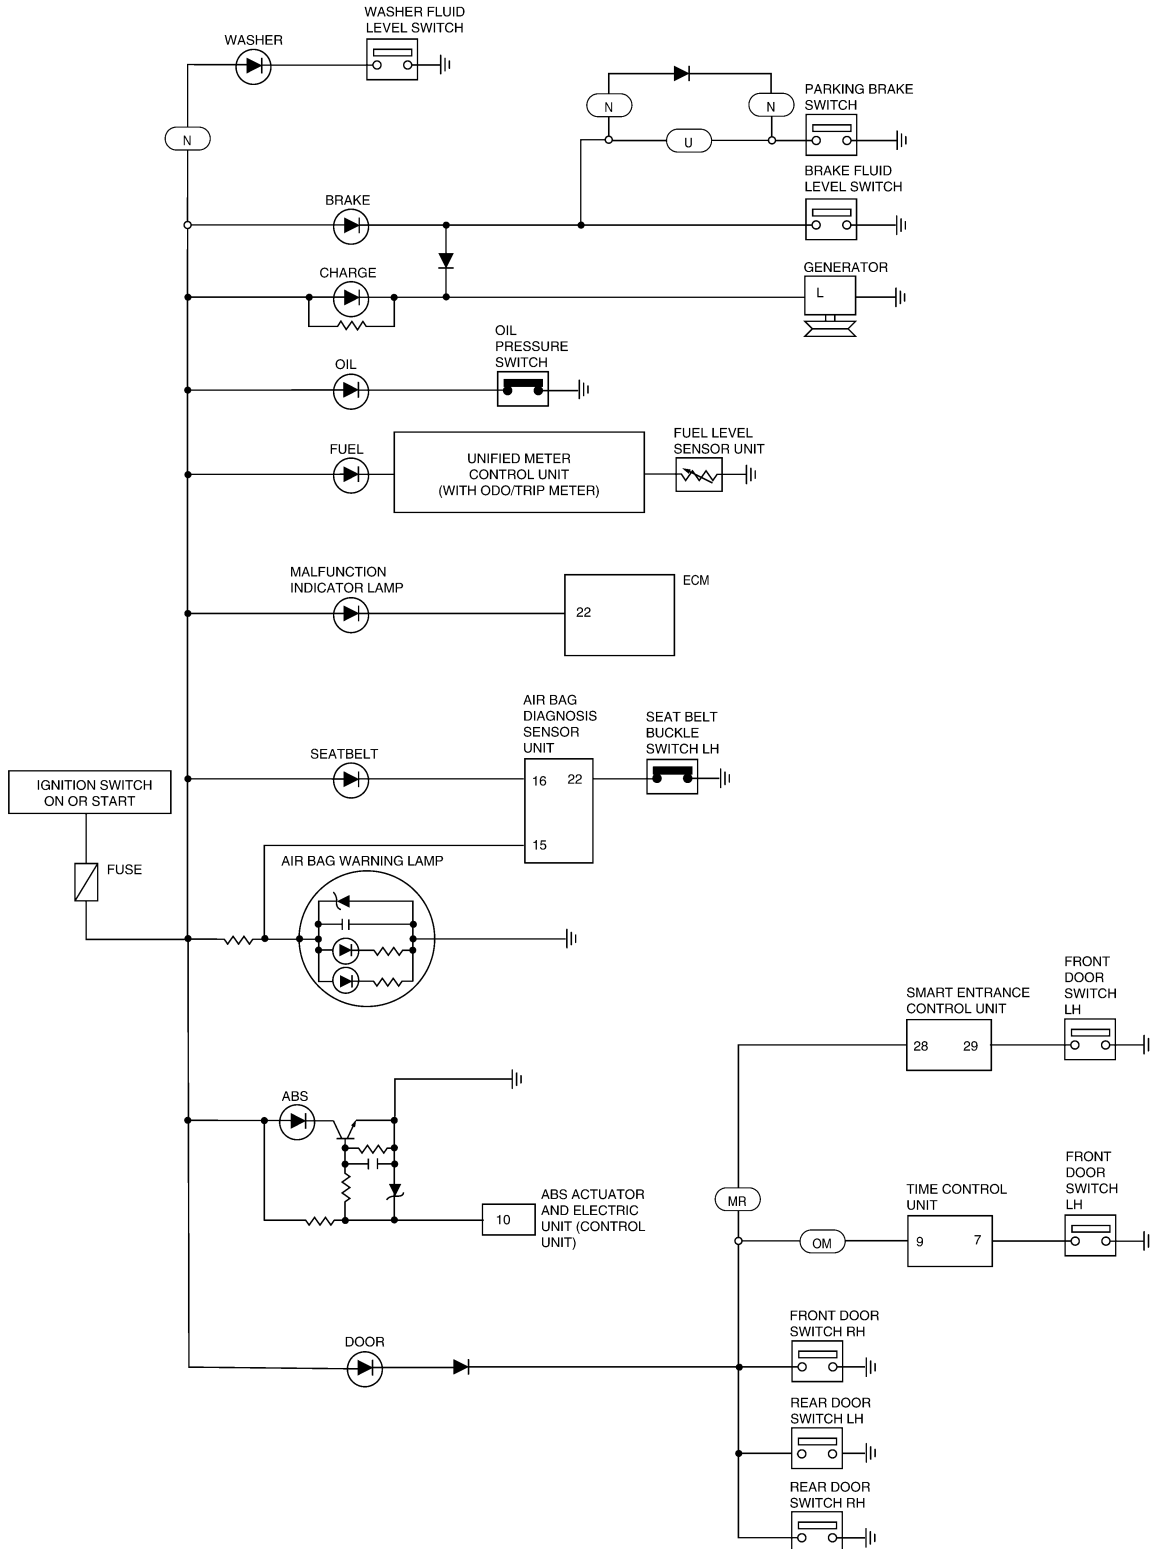 WASHER FLUID
LEVEL SWITCH
WASHER
N
N
N
U
PARKING BRAKE
SWITCH
BRAKE FLUID
LEVEL SWITCH
BRAKE
CHARGE
GENERATOR
L
OIL
PRESSURE
SWITCH
OIL
FUEL
UNIFIED METER
CONTROL UNIT
(WITH ODO/TRIP METER)
FUEL LEVEL
SENSOR UNIT
MALFUNCTION
INDICATOR LAMP
22
ECM
AIR BAG
DIAGNOSIS
SENSOR
UNIT
SEAT BELT
BUCKLE
SWITCH LH
SEATBELT
16
22
15
IGNITION SWITCH
ON OR START
FUSE
AIR BAG WARNING LAMP
SMART ENTRANCE
CONTROL UNIT
28
29
FRONT
DOOR
SWITCH
LH
ABS
10
ABS ACTUATOR
AND ELECTRIC
UNIT (CONTROL
UNIT)
MR
OM
TIME CONTROL
UNIT
9
7
FRONT
DOOR
SWITCH
LH
DOOR
FRONT DOOR
SWITCH RH
REAR DOOR
SWITCH LH
REAR DOOR
SWITCH RH